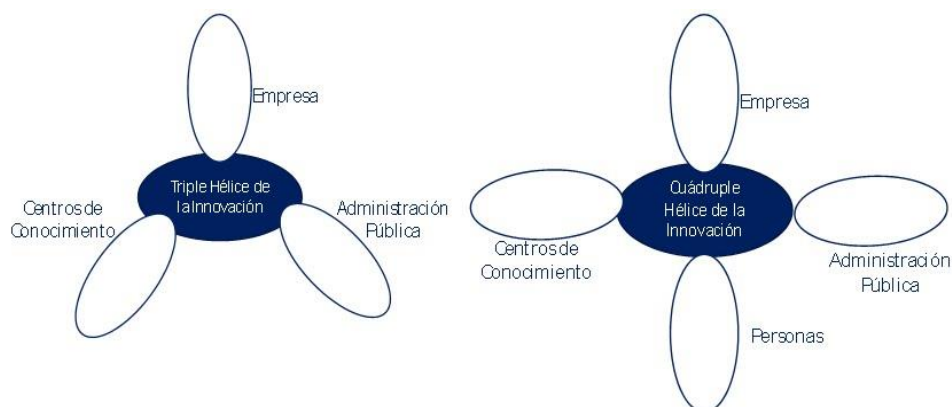 Empresa
Triple Hélice de
la Innovación
Centros de
Conocimiento
Administración
Pública
Empresa
Cuádruple
Hélice de la
Innovación
Centros de
Conocimiento
Administración
Pública
Personas